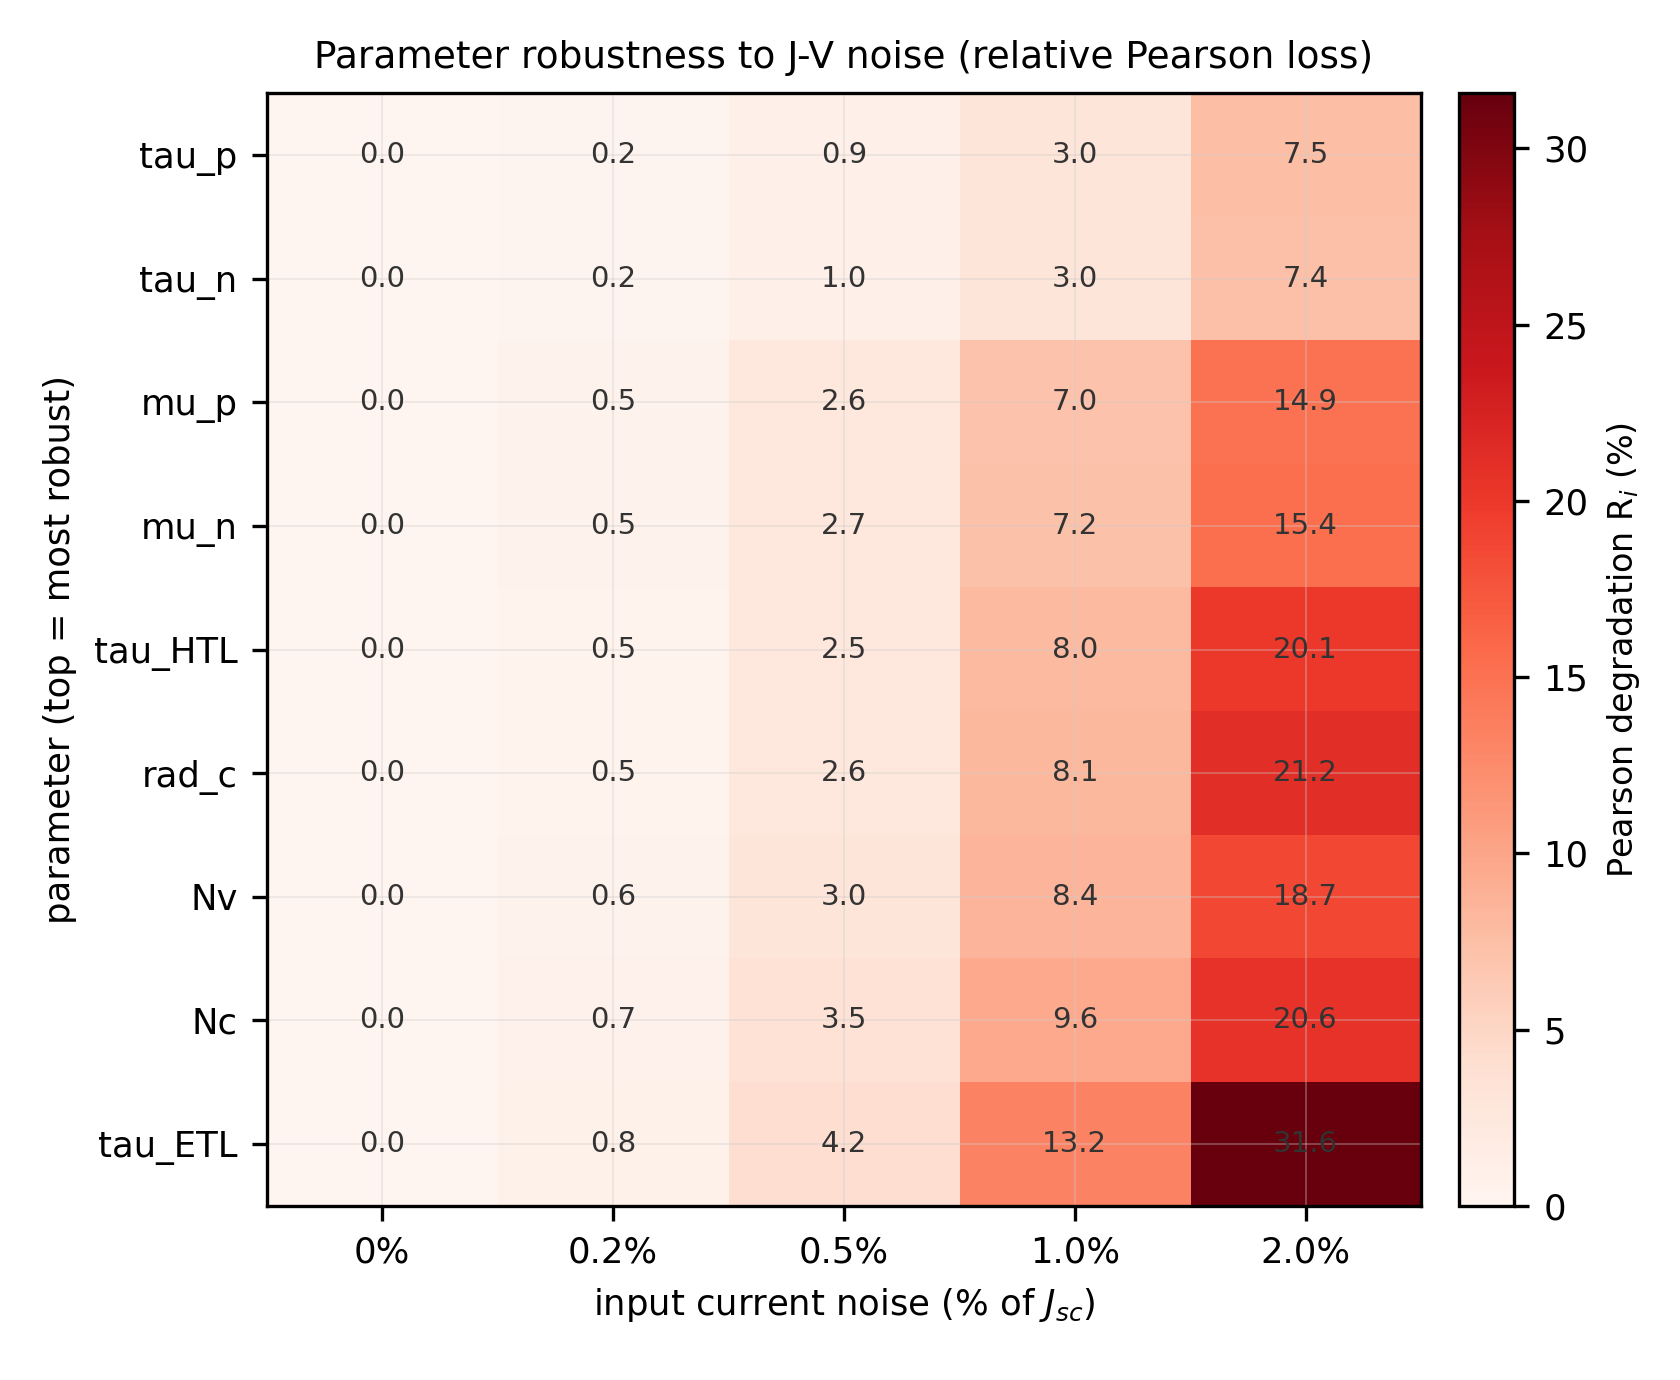 Parameter robustness to J-V noise (relative Pearson loss)
parameter (top = most robust)
tau_p 0.0 0.2 0.9 3.0 7.5
tau_n 0.0 0.2 1.0 3.0 7.4
mu_p 0.0 0.5 2.6 7.0 14.9
mu_n 0.0 0.5 2.7 7.2 15.4
tau_HTL 0.0 0.5 2.5 8.0 20.1
rad_c 0.0 0.5 2.6 8.1 21.2
Nv 0.0 0.6 3.0 8.4 18.7
Nc 0.0 0.7 3.5 9.6 20.6
tau_ETL 0.0 0.8 4.2 13.2 31.6
0% 0.2% 0.5% 1.0% 2.0%
input current noise (% of J_sc)
30
25
20
15
10
5
0
Pearson degradation R_i (%)